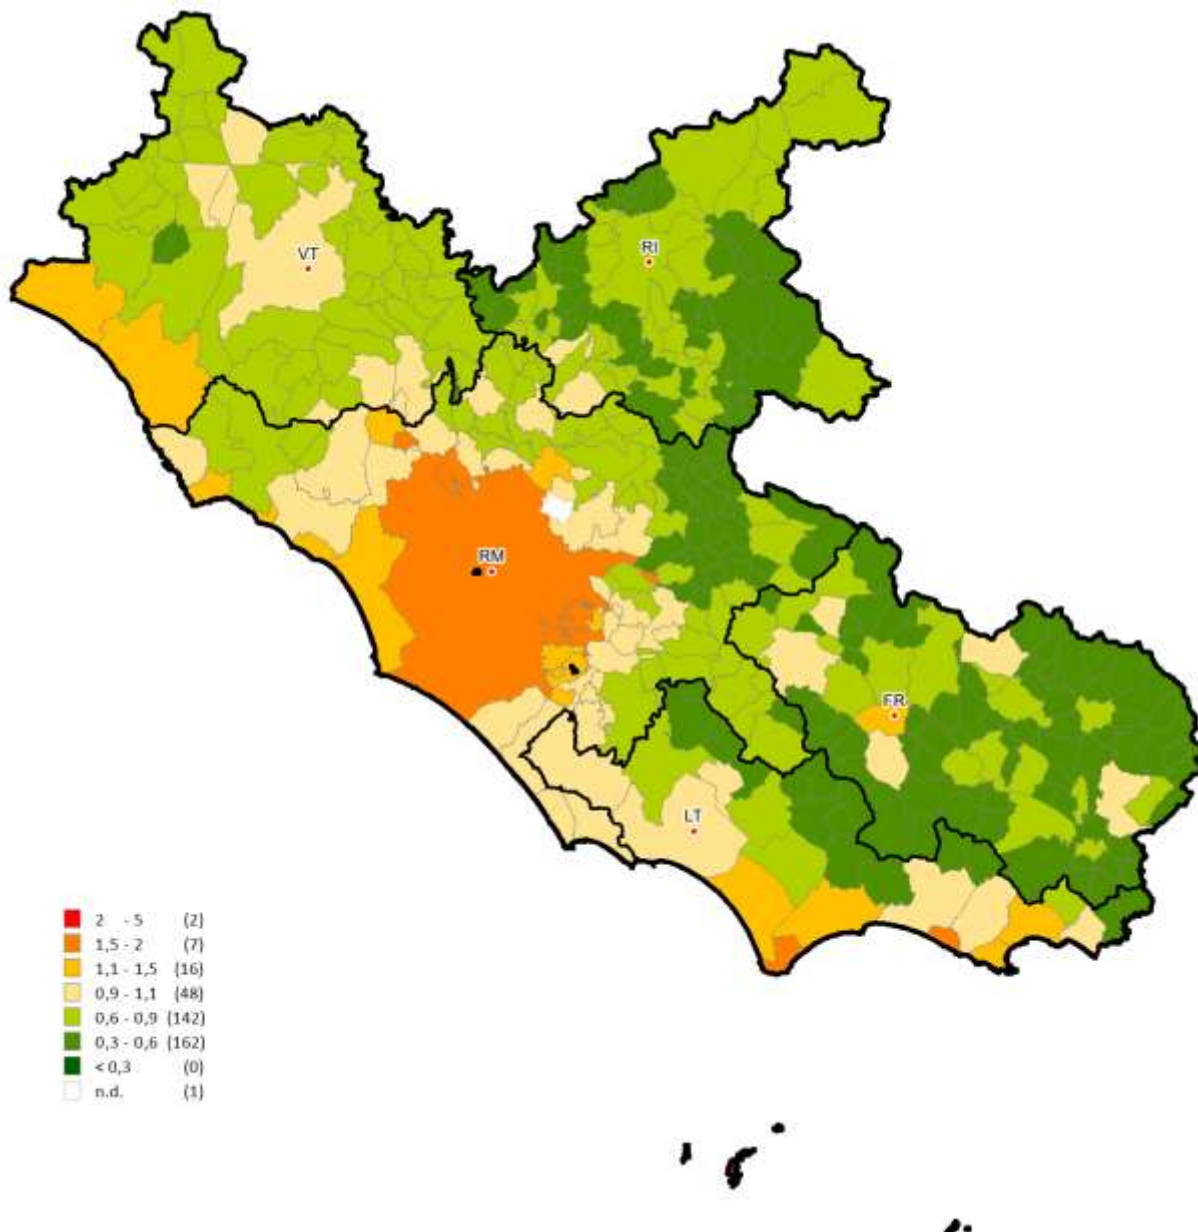 RI
VT
RM
FR
LT
2 - 5 (2)
1,5 - 2 (7)
1,1 - 1,5 (16)
0,9 - 1,1 (48)
0,6 - 0,9 (142)
0,3 - 0,6 (162)
< 0,3 (0)
n.d. (1)